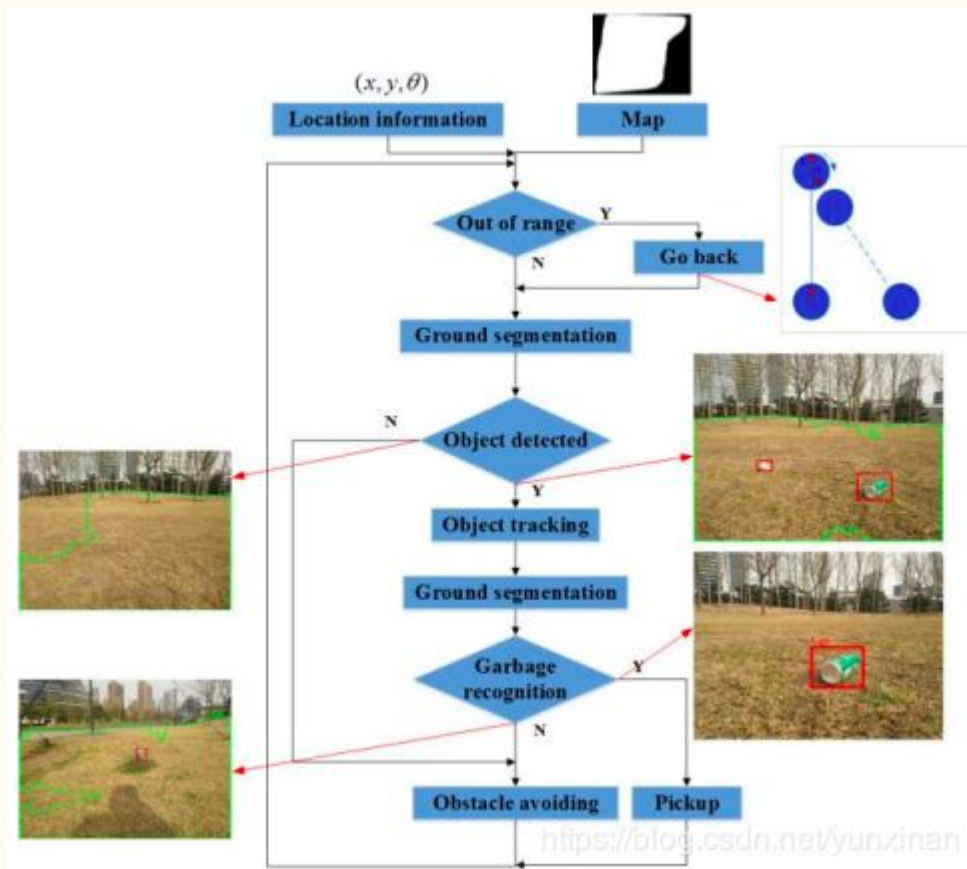 (x, y, θ)
Location information
Map
Out of range
Y
Go back
N
Ground segmentation
N
Object detected
Y
Object tracking
Ground segmentation
Garbage
recognition
Y
N
Obstacle avoiding
Pickup
https://blog.csdn.net/yunxinan